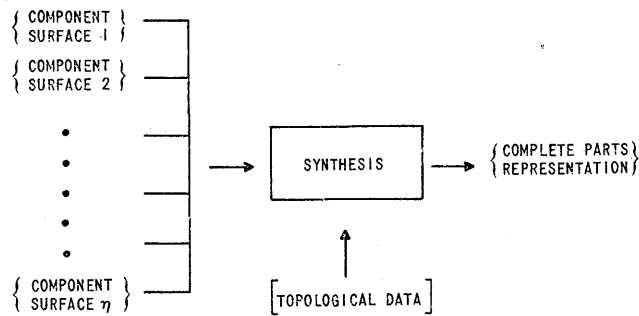 COMPONENT
SURFACE 1
COMPONENT
SURFACE 2
SYNTHESIS
COMPLETE PARTS
REPRESENTATION
COMPONENT
SURFACE η
[TOPOLOGICAL DATA]